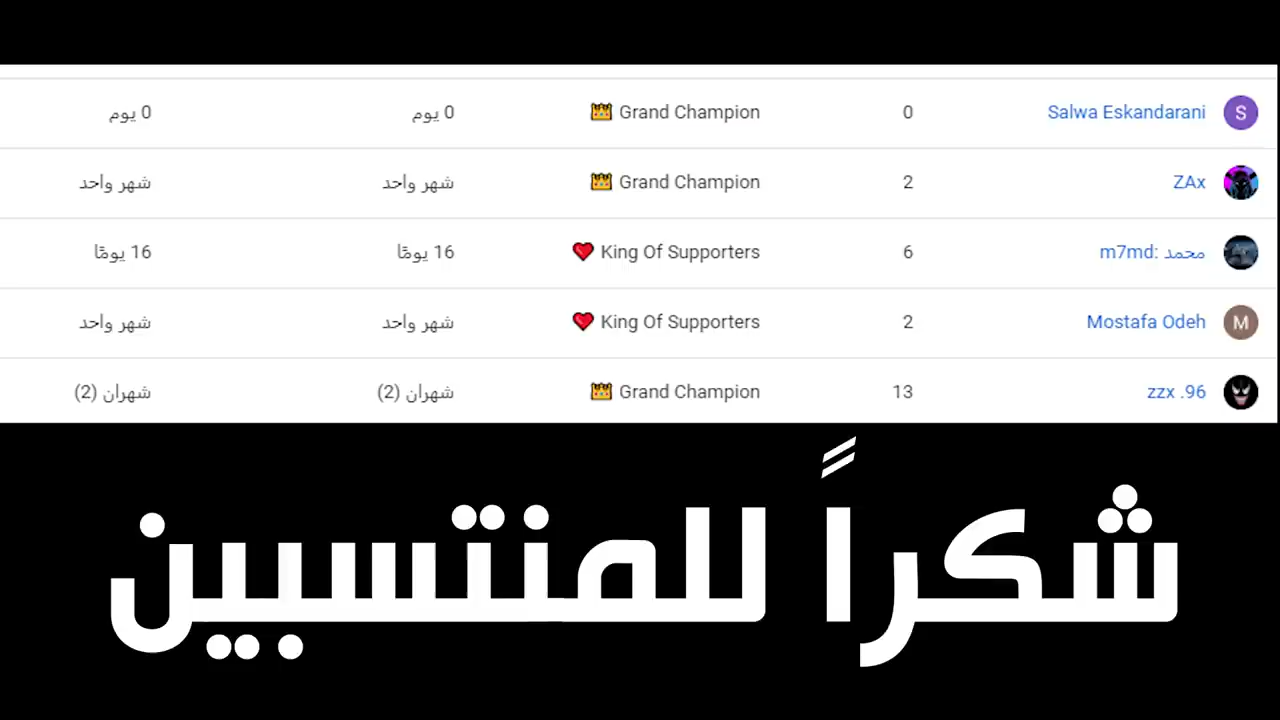 Salwa Eskandarani 0 Grand Champion 0 يوم 0 يوم
ZAx 2 Grand Champion شهر واحد شهر واحد
محمد :m7md 6 King Of Supporters 16 يومًا 16 يومًا
Mostafa Odeh 2 King Of Supporters شهر واحد شهر واحد
zzx .96 13 Grand Champion شهران (2) شهران (2)
شكراً للمنتسبين